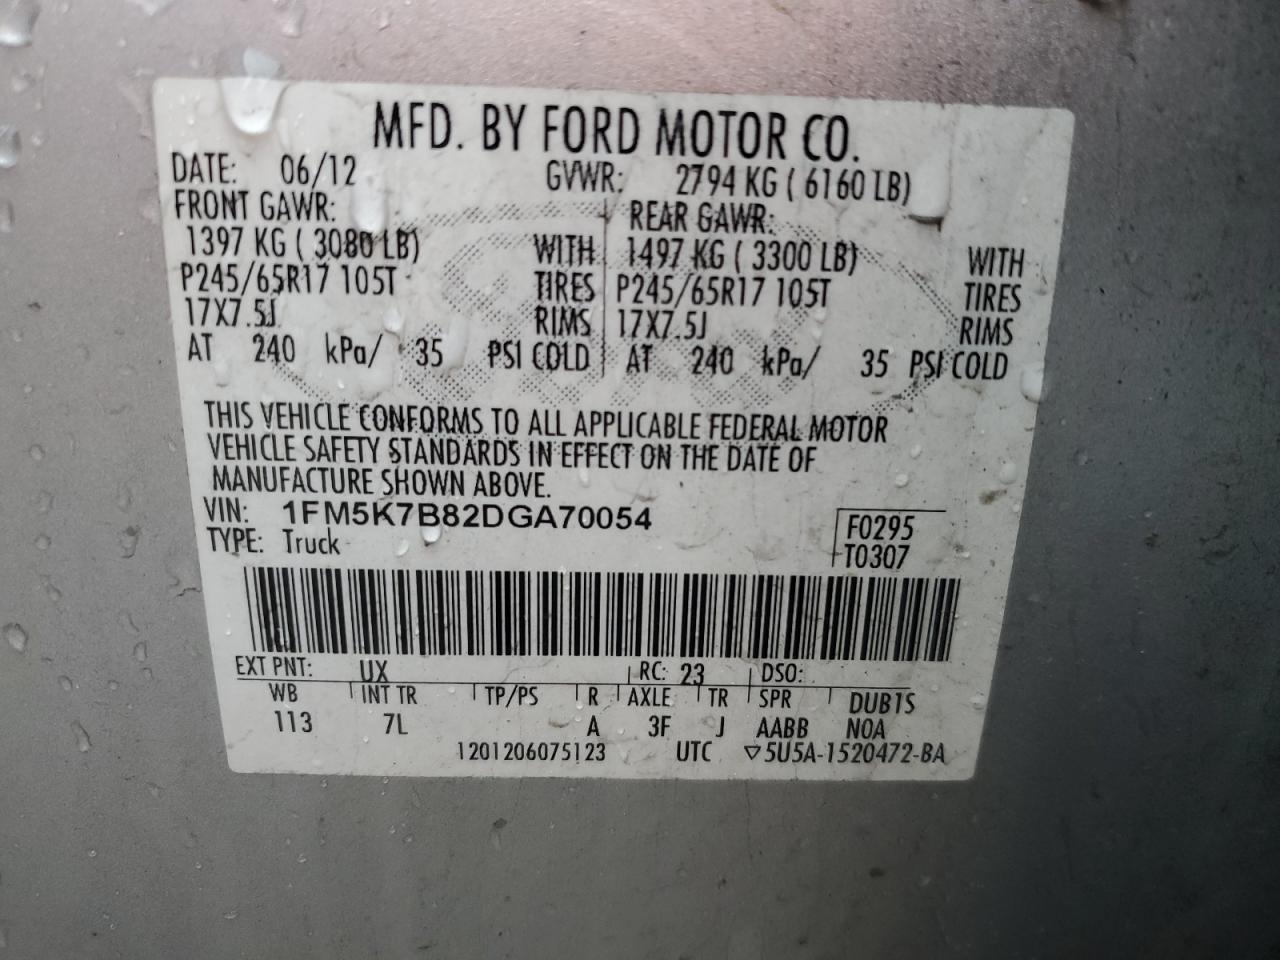 MFD. BY FORD MOTOR CO.
DATE: 06/12 GVWR: 2794 KG ( 6160 LB)
FRONT GAWR: REAR GAWR:
1397 KG ( 3080 LB) WITH 1497 KG ( 3300 LB) WITH
P245/65R17 105T TIRES P245/65R17 105T TIRES
17X7.5J RIMS 17X7.5J RIMS
AT 240 kPa/ 35 PSI COLD AT 240 kPa/ 35 PSI COLD
THIS VEHICLE CONFORMS TO ALL APPLICABLE FEDERAL MOTOR
VEHICLE SAFETY STANDARDS IN EFFECT ON THE DATE OF
MANUFACTURE SHOWN ABOVE.
VIN: 1FM5K7B82DGA70054 F0295
TYPE: Truck T0307
EXT PNT: UX RC: 23 DSO:
WB INT TR TP/PS R AXLE TR SPR DUBTS
113 7L A 3F J AABB N0A
1201206075123 UTC ▽5U5A-1520472-BA